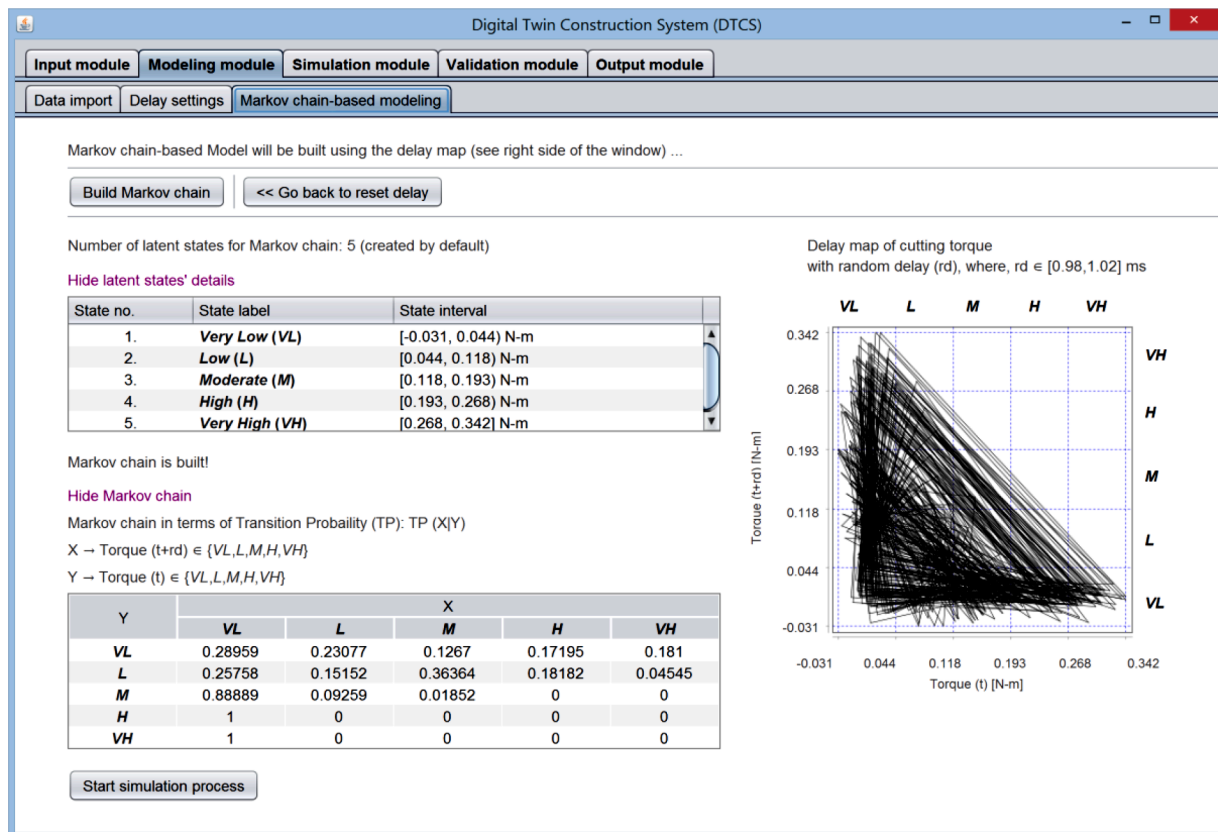 Digital Twin Construction System (DTCS)
Input module Modeling module Simulation module Validation module Output module
Data import Delay settings Markov chain-based modeling
Markov chain-based Model will be built using the delay map (see right side of the window) ...
Build Markov chain << Go back to reset delay
Number of latent states for Markov chain: 5 (created by default)
Hide latent states' details
State no. State label State interval
1. Very Low (VL) [-0.031, 0.044) N-m
2. Low (L) [0.044, 0.118) N-m
3. Moderate (M) [0.118, 0.193) N-m
4. High (H) [0.193, 0.268) N-m
5. Very High (VH) [0.268, 0.342] N-m
Markov chain is built!
Hide Markov chain
Markov chain in terms of Transition Probaility (TP): TP (X|Y)
X → Torque (t+rd) ∈ {VL,L,M,H,VH}
Y → Torque (t) ∈ {VL,L,M,H,VH}
Y X
VL L M H VH
VL 0.28959 0.23077 0.1267 0.17195 0.181
L 0.25758 0.15152 0.36364 0.18182 0.04545
M 0.88889 0.09259 0.01852 0 0
H 1 0 0 0 0
VH 1 0 0 0 0
Start simulation process
Delay map of cutting torque
with random delay (rd), where, rd ∈ [0.98,1.02] ms
VL L M H VH
0.342
VH
0.268
H
0.193
M
0.118
L
0.044
VL
-0.031
Torque (t+rd) [N-m]
-0.031 0.044 0.118 0.193 0.268 0.342
Torque (t) [N-m]